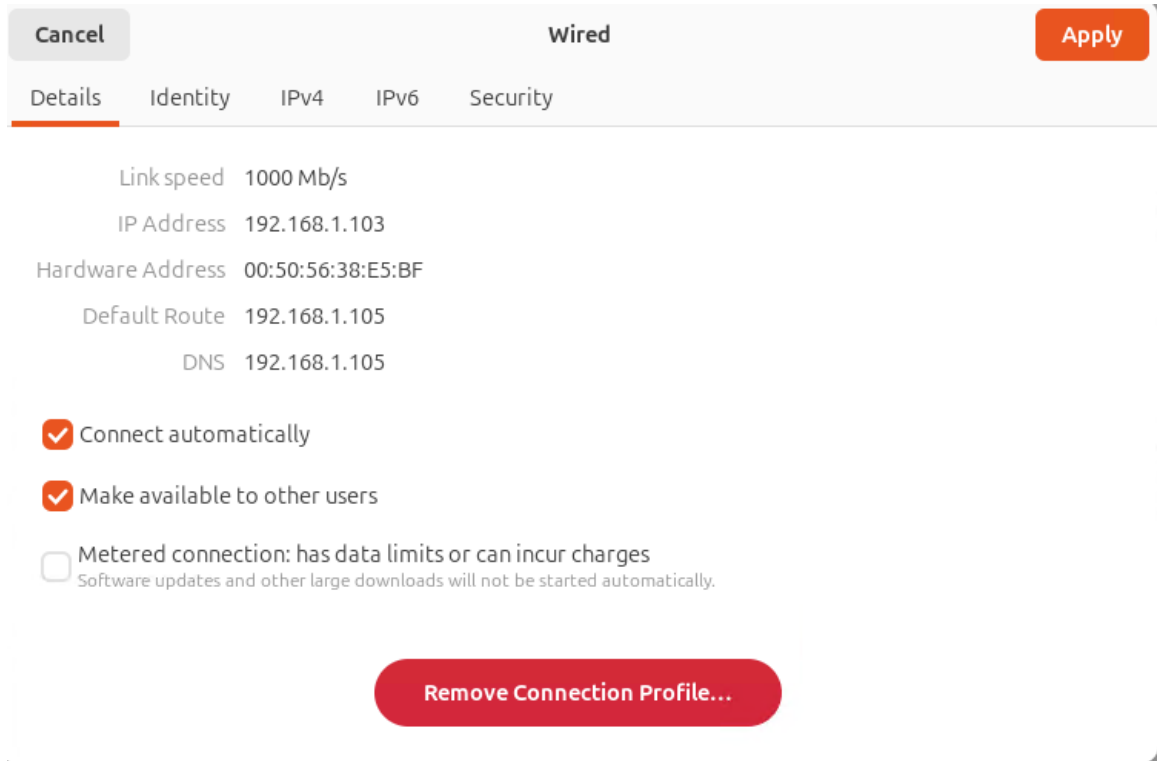 Cancel Wired Apply
Details Identity IPv4 IPv6 Security
Link speed 1000 Mb/s
IP Address 192.168.1.103
Hardware Address 00:50:56:38:E5:BF
Default Route 192.168.1.105
DNS 192.168.1.105
Connect automatically
Make available to other users
Metered connection: has data limits or can incur charges
Software updates and other large downloads will not be started automatically.
Remove Connection Profile...